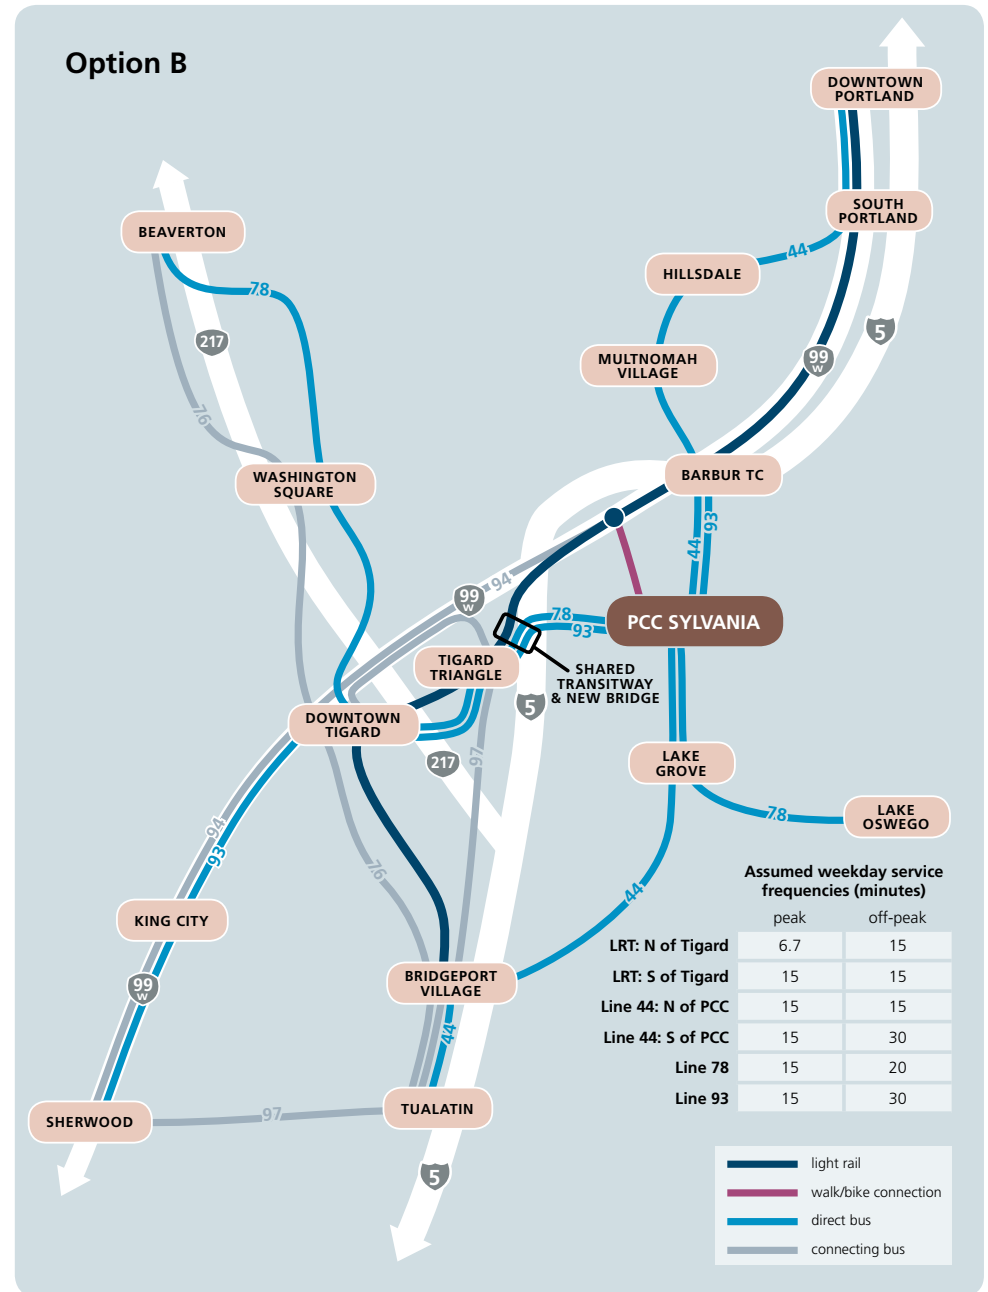 Option B
DOWNTOWN
PORTLAND
SOUTH
PORTLAND
BEAVERTON
44
HILLSDALE
78
5
217
99
W
MULTNOMAH
VILLAGE
76
WASHINGTON
SQUARE
BARBUR TC
93
44
94
99
W
78
93
PCC SYLVANIA
TIGARD
TRIANGLE
SHARED
TRANSITWAY
& NEW BRIDGE
5
DOWNTOWN
TIGARD
217
97
LAKE
GROVE
78
LAKE
OSWEGO
94
93
76
44
KING CITY
99
W
BRIDGEPORT
VILLAGE
44
SHERWOOD
97
TUALATIN
5
Assumed weekday service
frequencies (minutes)
peak off-peak
LRT: N of Tigard 6.7 15
LRT: S of Tigard 15 15
Line 44: N of PCC 15 15
Line 44: S of PCC 15 30
Line 78 15 20
Line 93 15 30
light rail
walk/bike connection
direct bus
connecting bus